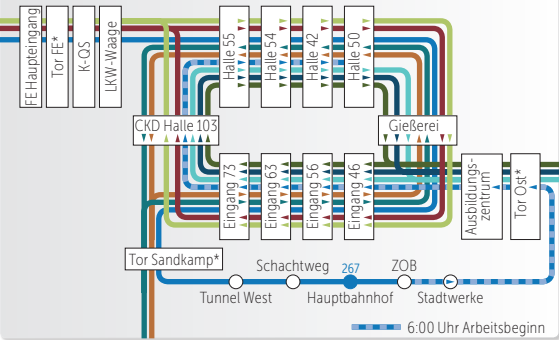 FE Haupteingang
Tor FE*
K-QS
LKW-Waage
Halle 55
Halle 54
Halle 42
Halle 50
CKD Halle 103
Gießerei
Eingang 73
Eingang 63
Eingang 56
Eingang 46
Ausbildungs-
zentrum
Tor Ost*
Tor Sandkamp*
Schachtweg
267
ZOB
Tunnel West
Hauptbahnhof
Stadtwerke
6:00 Uhr Arbeitsbeginn